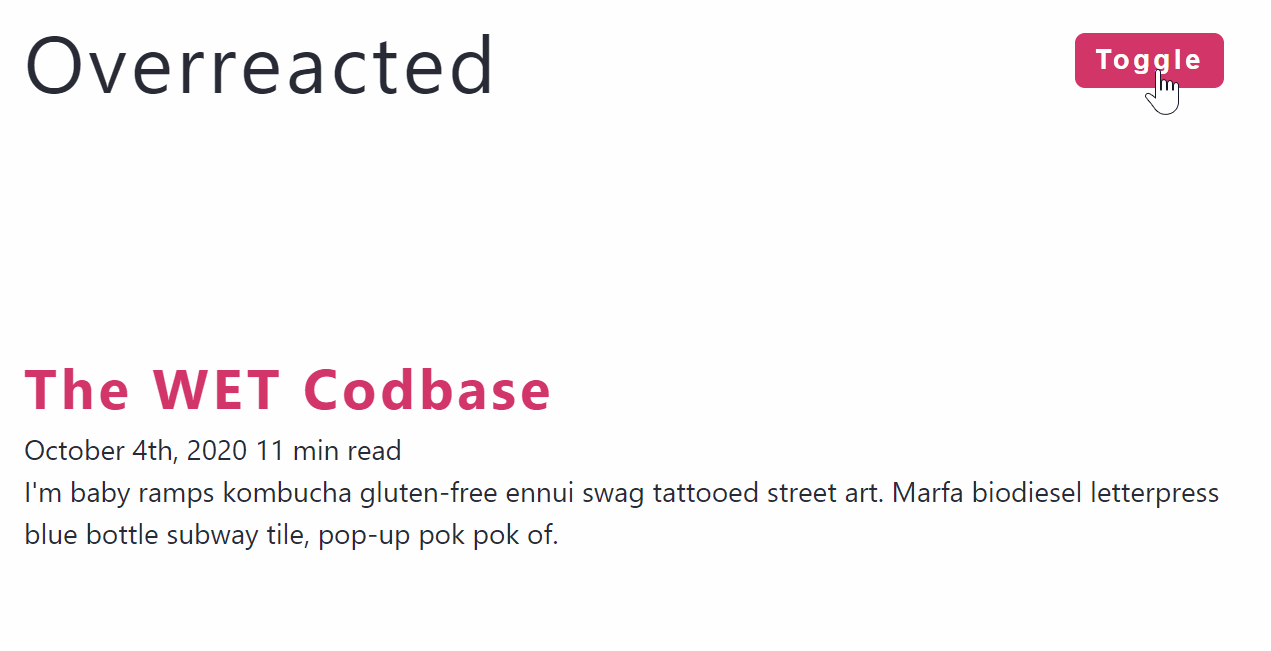 Overreacted
Toggle
The WET Codbase
October 4th, 2020 11 min read
I'm baby ramps kombucha gluten-free ennui swag tattooed street art. Marfa biodiesel letterpress
blue bottle subway tile, pop-up pok pok of.